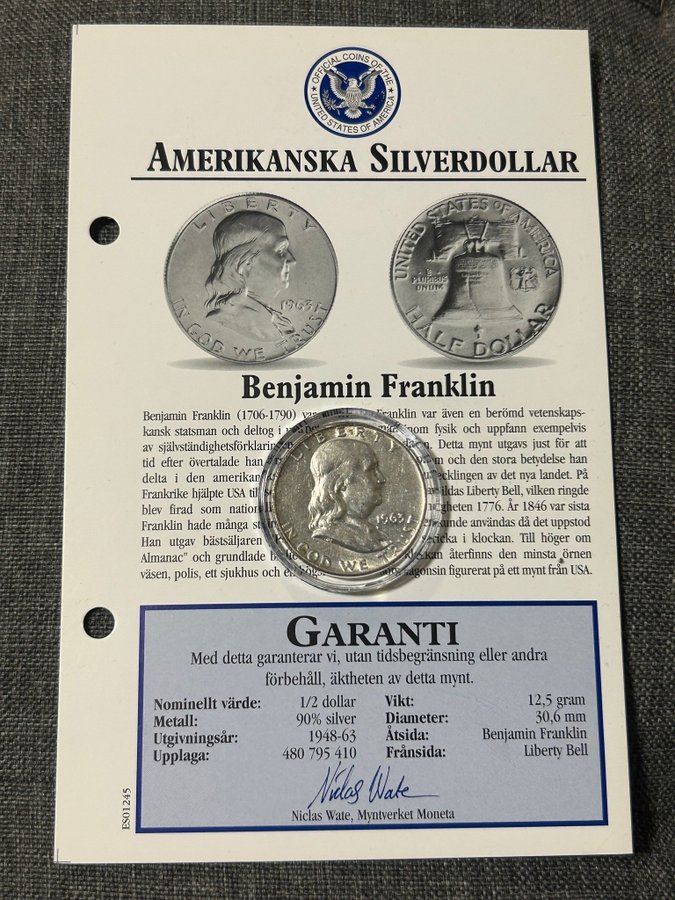 OFFICIAL COINS OF THE
UNITED STATES OF AMERICA
AMERIKANSKA SILVERDOLLAR
LIBERTY
1963
IN GOD WE TRUST
UNITED STATES OF AMERICA
E
PLURIBUS
UNUM
HALF DOLLAR
Benjamin Franklin
Benjamin Franklin (1706-1790) var Franklin var även en berömd vetenskaps-
kansk statsman och deltog i inom fysik och uppfann exempelvis
av självständighetsförklaringen Detta mynt utgavs just för att
tid efter övertalade han och den stora betydelse han
delta i den amerikan av det nya landet. På
Frankrike hjälpte USA Liberty Bell, vilken ringde
blev firad som 1776. År 1846 var sista
Franklin hade många användas då det uppstod
Han utgav bästsäljaren i klockan. Till höger om
Almanac" och grundlade återfinns den minsta örnen
väsen, polis, ett sjukhus och figurerat på ett mynt från USA.
LIBERTY
1963
IN GOD WE
GARANTI
Med detta garanterar vi, utan tidsbegränsning eller andra
förbehåll, äktheten av detta mynt.
Nominellt värde: 1/2 dollar Vikt: 12,5 gram
Metall: 90% silver Diameter: 30,6 mm
Utgivningsår: 1948-63 Åtsida: Benjamin Franklin
Upplaga: 480 795 410 Frånsida: Liberty Bell
Niclas Wate
Niclas Wate, Myntverket Moneta
ES01245